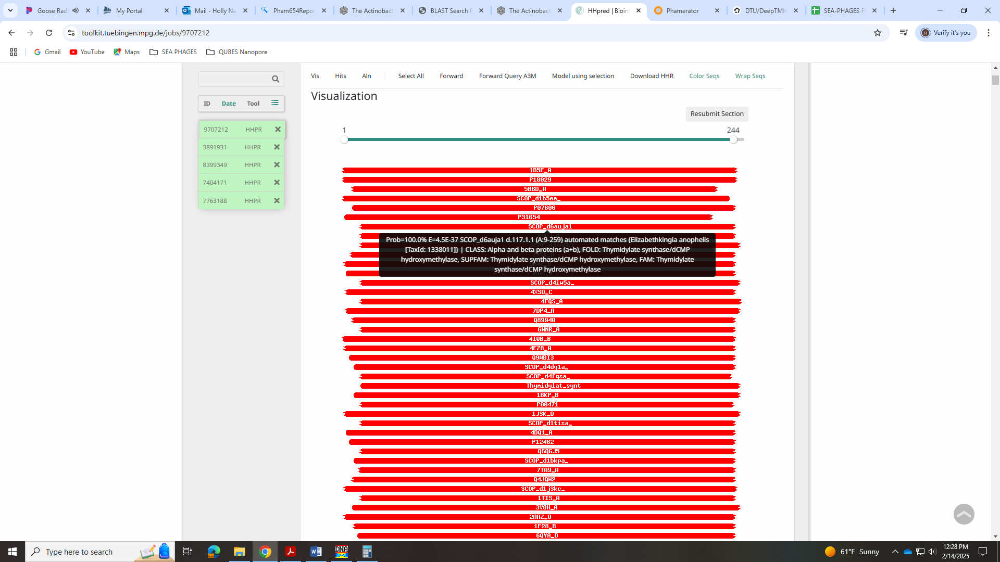 Goose Radi
My Portal
Mail - Holly Na
Pham654Repor
The Actinobact
BLAST Search R
The Actinobact
HHpred | Bioinf
Phamerator
DTU/DeepTMH
SEA-PHAGES F
toolkit.tuebingen.mpg.de/jobs/9707212
H
Verify it's you
Gmail
YouTube
Maps
SEA PHAGES
QUBES Nanopore
Vis
Hits
Aln
Select All
Forward
Forward Query A3M
Model using selection
Download HHR
Color Seqs
Wrap Seqs
ID
Date
Tool
9707212 HHPR
3891931 HHPR
8399349 HHPR
7404171 HHPR
7763188 HHPR
Visualization
Resubmit Section
1
244
1B5E_A
P18029
5B6D_A
SCOP_d1b5ea_
P07606
P31654
SCOP_d6auja1
Prob=100.0% E=4.5E-37 SCOP_d6auja1 d.117.1.1 (A:9-259) automated matches {Elizabethkingia anophelis
[TaxId: 1338011]} | CLASS: Alpha and beta proteins (a+b), FOLD: Thymidylate synthase/dCMP
hydroxymethylase, SUPFAM: Thymidylate synthase/dCMP hydroxymethylase, FAM: Thymidylate
synthase/dCMP hydroxymethylase
SCOP_d4iw5a_
4XSD_C
4FQS_A
7DP4_A
Q89940
6NNR_A
4IQB_B
4EZ8_A
Q9WBI3
SCOP_d4dq1a_
SCOP_d4fqsa_
Thymidylat_synt
1BKP_B
P00471
1J3K_D
SCOP_d1tisa_
4DQ1_A
P12462
Q6QGJ5
SCOP_d1bkpa_
7TA9_A
Q4JQW2
SCOP_d1j3kc_
1TIS_A
3V8H_A
2AAZ_O
1F28_B
6QYA_D
Type here to search
DNA
61°F Sunny
12:28 PM
2/14/2025